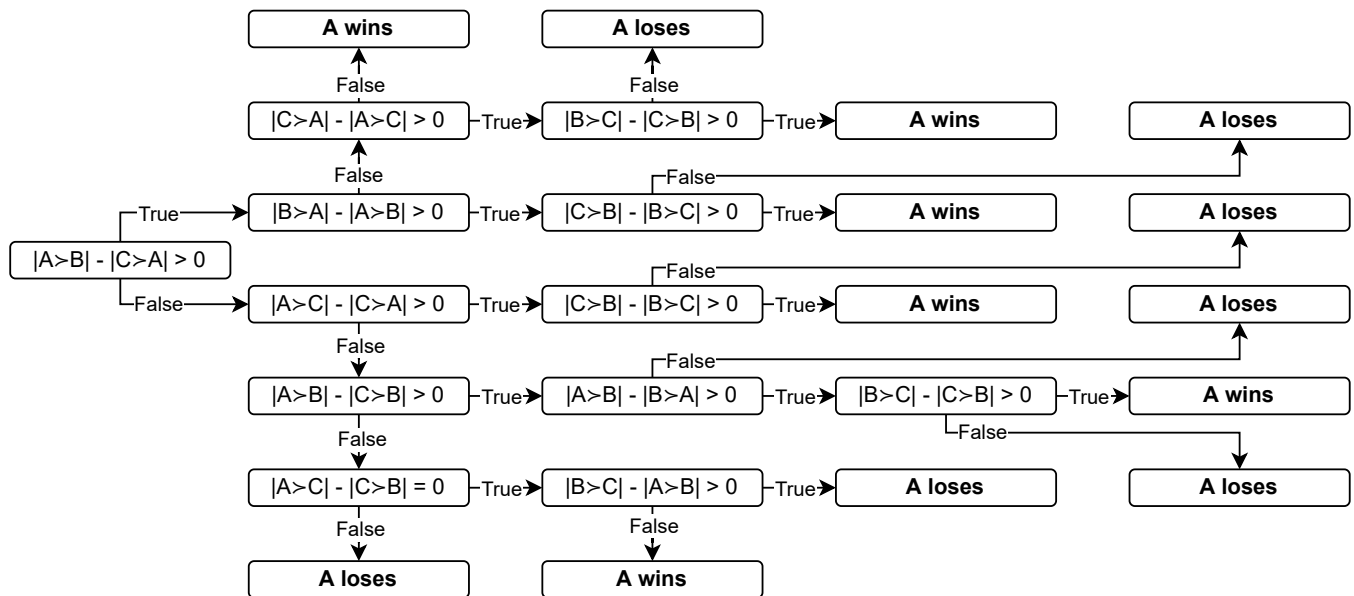 A wins
A loses
False
False
|C≻A| - |A≻C| > 0
True
|B≻C| - |C≻B| > 0
True
A wins
A loses
False
False
True
|B≻A| - |A≻B| > 0
True
|C≻B| - |B≻C| > 0
True
A wins
A loses
|A≻B| - |C≻A| > 0
False
False
|A≻C| - |C≻A| > 0
True
|C≻B| - |B≻C| > 0
True
A wins
A loses
False
False
|A≻B| - |C≻B| > 0
True
|A≻B| - |B≻A| > 0
True
|B≻C| - |C≻B| > 0
True
A wins
False
False
|A≻C| - |C≻B| = 0
True
|B≻C| - |A≻B| > 0
True
A loses
A loses
False
False
A loses
A wins